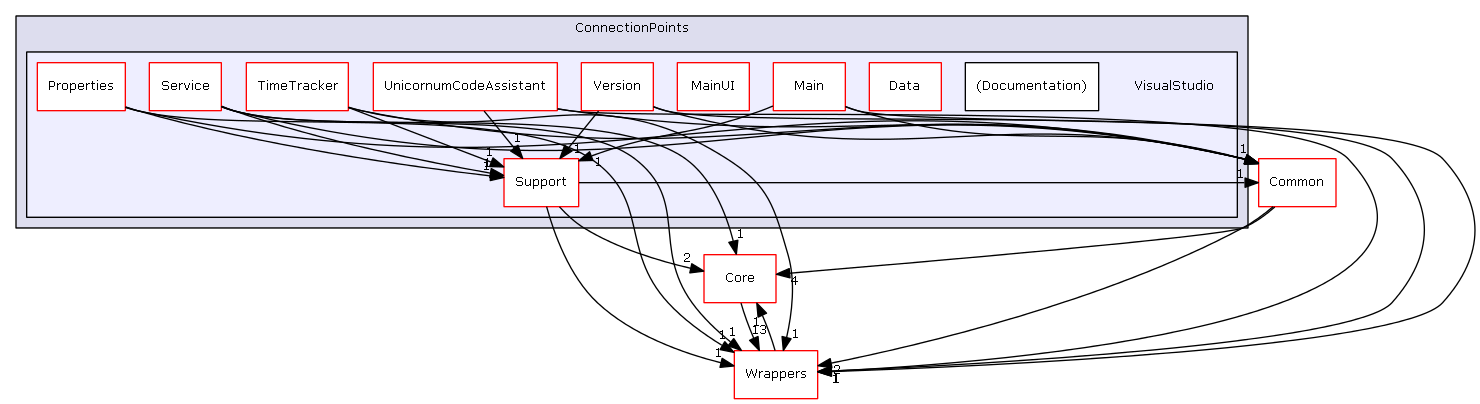 ConnectionPoints
Properties Service TimeTracker UnicornumCodeAssistant Version MainUI Main Data (Documentation) VisualStudio
1 1 1
1 1 1
1 1
Support 1 Common
1
2 Core 4
1 13
1 1 1 1
Wrappers 2
1